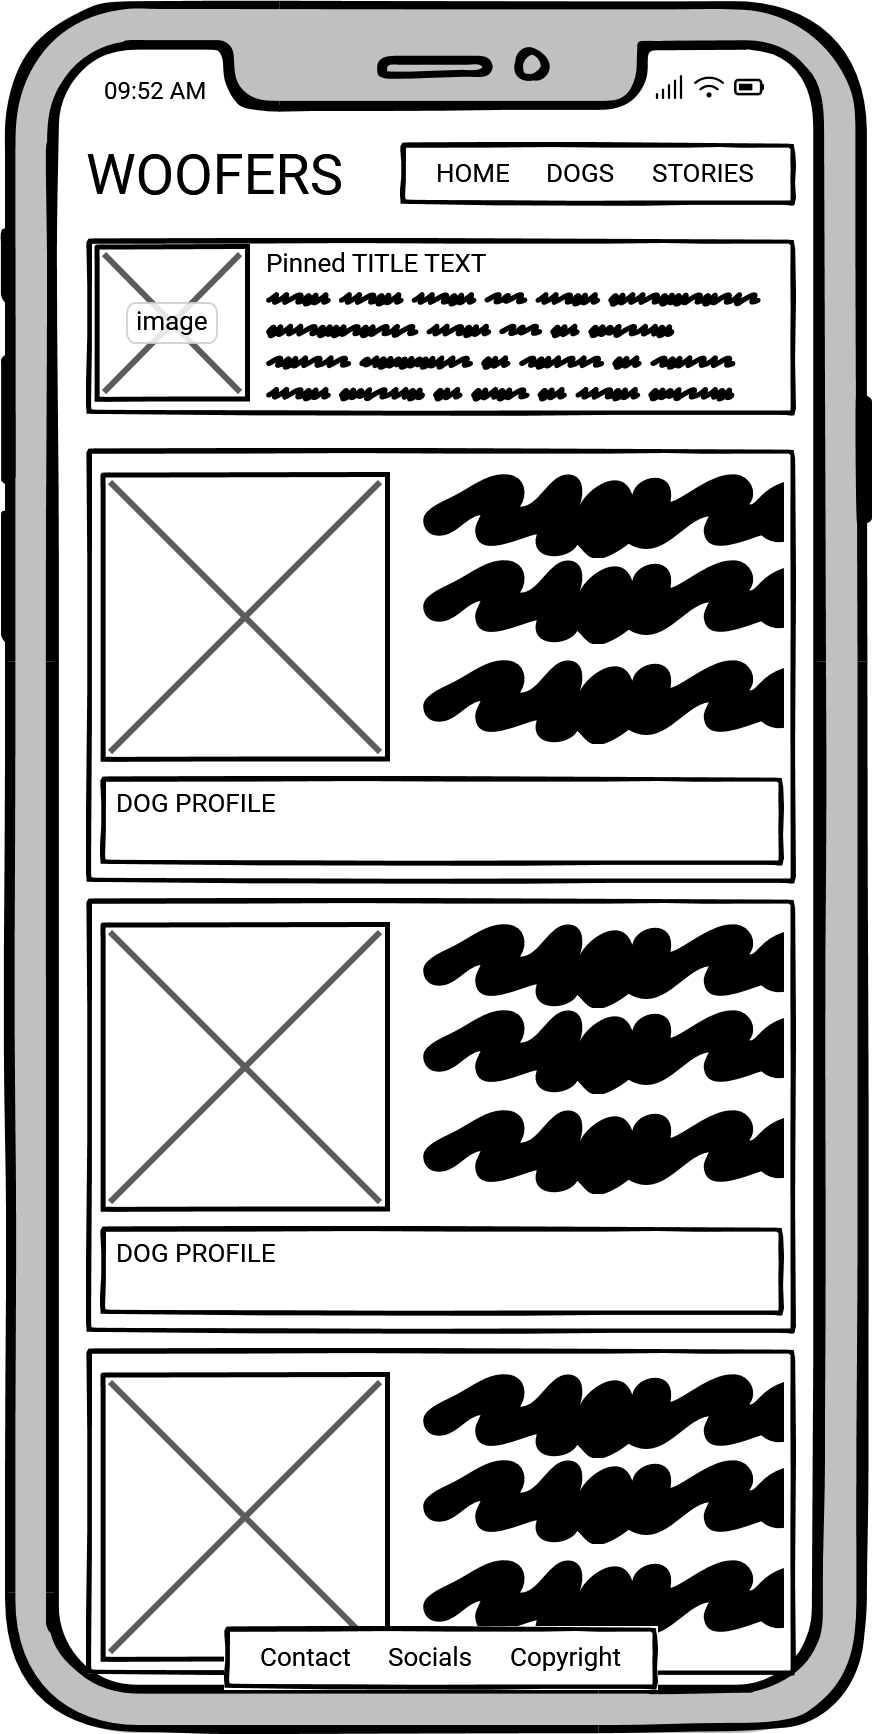 09:52 AM
WOOFERS
HOME DOGS STORIES
Pinned TITLE TEXT
image
DOG PROFILE
DOG PROFILE
Contact Socials Copyright